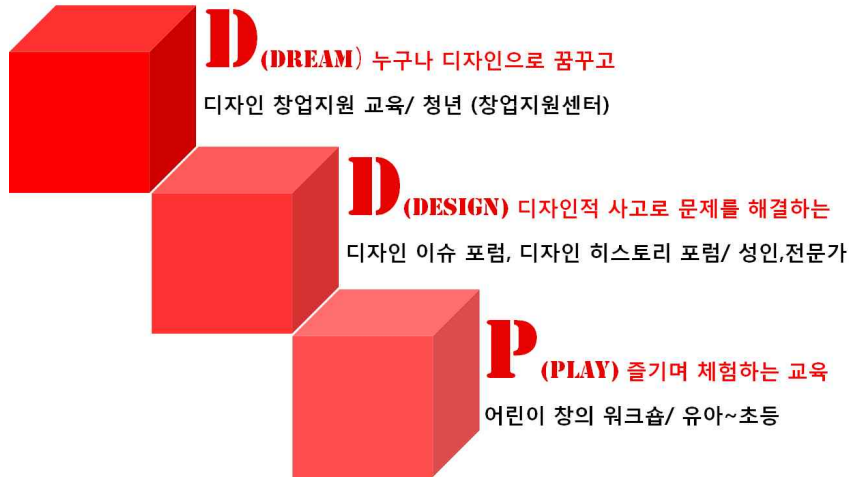 D(DREAM) 누구나 디자인으로 꿈꾸고
디자인 창업지원 교육/ 청년 (창업지원센터)
D(DESIGN) 디자인적 사고로 문제를 해결하는
디자인 이슈 포럼, 디자인 히스토리 포럼/ 성인,전문가
P(PLAY) 즐기며 체험하는 교육
어린이 창의 워크숍/ 유아~초등